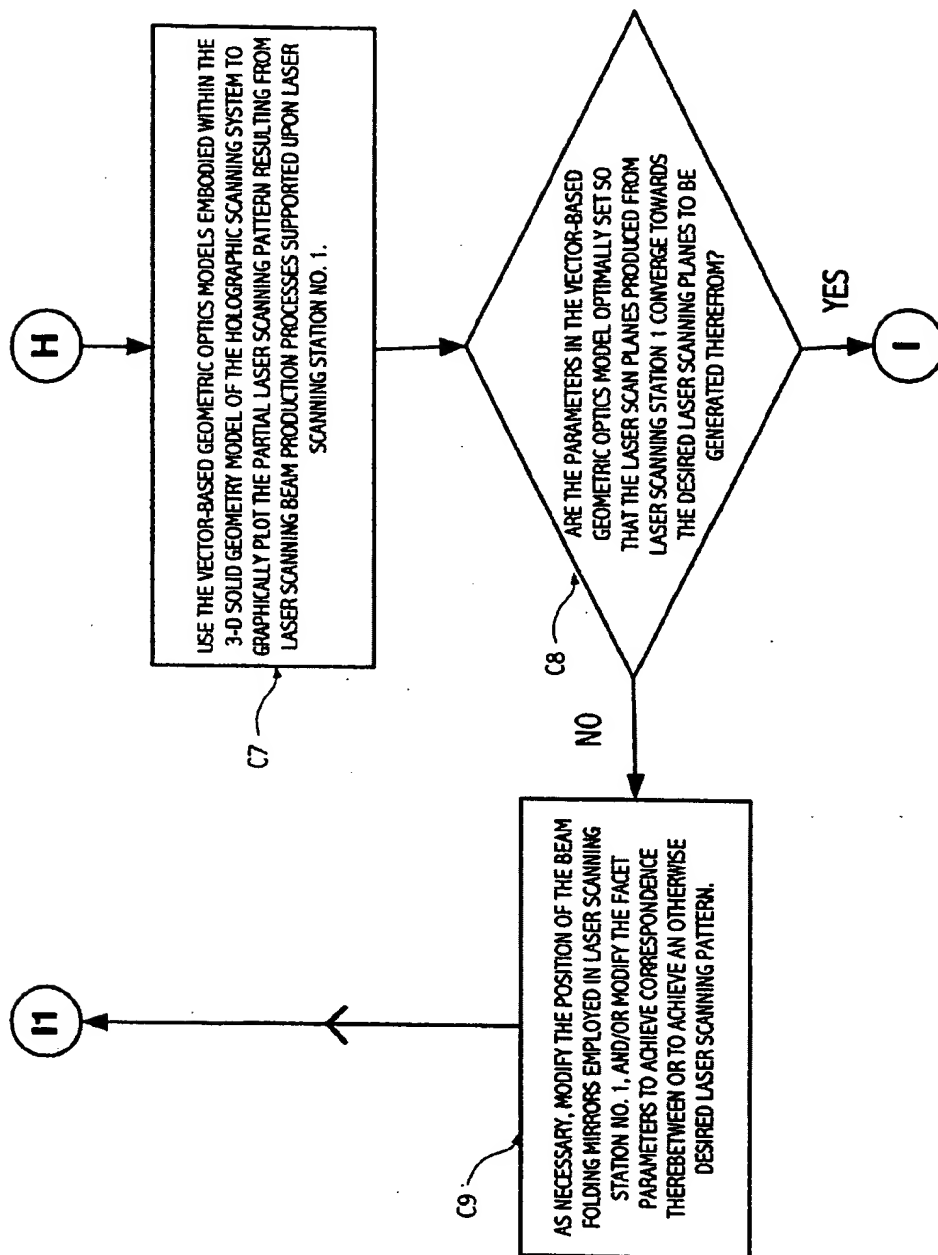 H
USE THE VECTOR-BASED GEOMETRIC OPTICS MODELS EMBODIED WITHIN THE
3-D SOLID GEOMETRY MODEL OF THE HOLOGRAPHIC SCANNING SYSTEM TO
GRAPHICALLY PLOT THE PARTIAL LASER SCANNING PATTERN RESULTING FROM
LASER SCANNING BEAM PRODUCTION PROCESSES SUPPORTED UPON LASER
SCANNING STATION NO. 1.
C7
ARE THE PARAMETERS IN THE VECTOR-BASED
GEOMETRIC OPTICS MODEL OPTIMALLY SET SO
THAT THE LASER SCAN PLANES PRODUCED FROM
LASER SCANNING STATION 1 CONVERGE TOWARDS
THE DESIRED LASER SCANNING PLANES TO BE
GENERATED THEREFROM?
C8
YES
I
NO
I1
AS NECESSARY, MODIFY THE POSITION OF THE BEAM
FOLDING MIRRORS EMPLOYED IN LASER SCANNING
STATION NO. 1, AND/OR MODIFY THE FACET
PARAMETERS TO ACHIEVE CORRESPONDENCE
THEREBETWEEN OR TO ACHIEVE AN OTHERWISE
DESIRED LASER SCANNING PATTERN.
C9